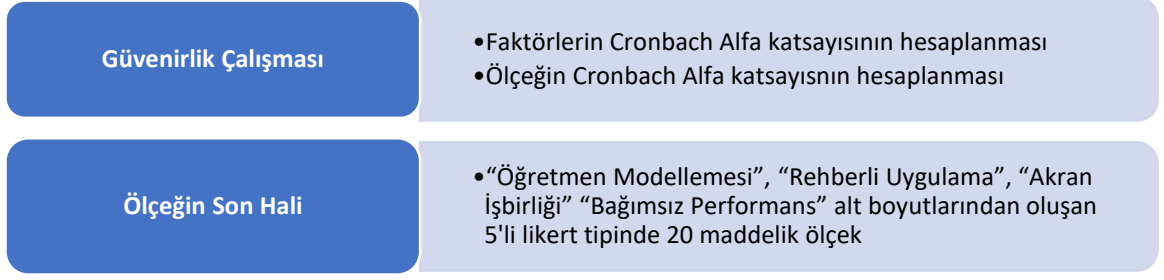 Güvenirlik Çalışması
•Faktörlerin Cronbach Alfa katsayısının hesaplanması
•Ölçeğin Cronbach Alfa katsayısnın hesaplanması
Ölçeğin Son Hali
•“Öğretmen Modellemesi”, “Rehberli Uygulama”, “Akran
İşbirliği” “Bağımsız Performans” alt boyutlarından oluşan
5'li likert tipinde 20 maddelik ölçek